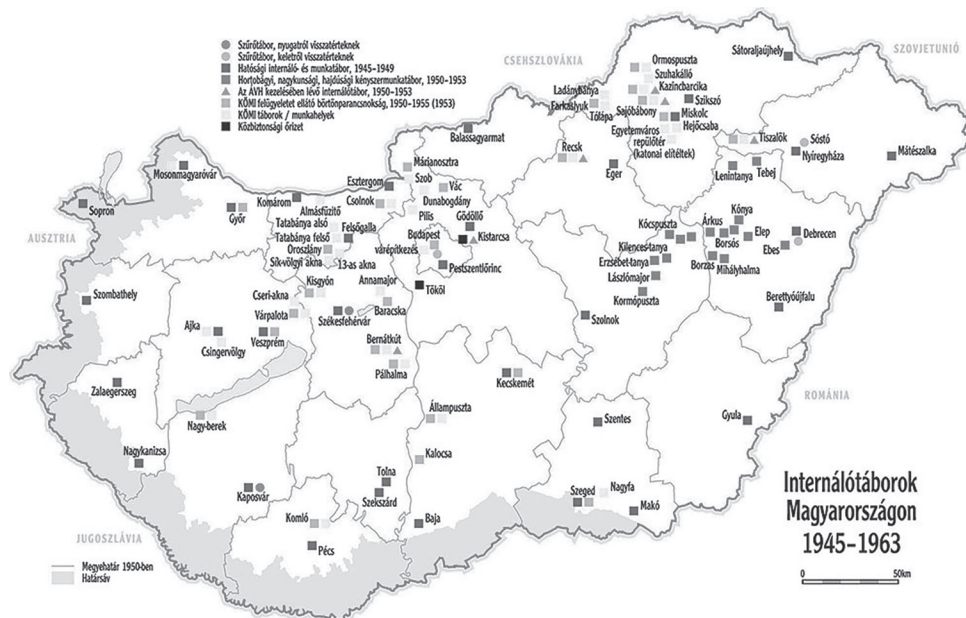 Szűrőtábor, nyugatról visszatérteknek
Szűrőtábor, keletről visszatérteknek
Hatósági internáló- és munkatábor, 1945-1949
Hortobágyi, nagykunsági, hajdúsági kényszermunkatábor, 1950-1953
Az ÁVH kezelésében lévő internálótábor, 1950-1953
KÖMI felügyeletet ellátó börtönparancsnokság, 1950-1955 (1953)
KÖMI táborok / munkahelyek
Közbiztonsági őrizet
CSEHSZLOVÁKIA
SZOVJETUNIÓ
Sátoraljaújhely
Ormospuszta
Szuhakálló
Kazincbarcika
Ladánybánya
Farkaslyuk
Sajóbábony
Szikszó
Tólápa
Miskolc
Hejőcsaba
Egyetemváros
repülőtér
(katonai elítéltek)
Tiszalök
Sóstó
Nyíregyháza
Mátészalka
Balassagyarmat
Recsk
Eger
Lenintanya
Tebej
Márianosztra
Szob
Vác
Esztergom
Csolnok
Dunabogdány
Pilis
Gödöllő
Kistarcsa
Budapest
várépítkezés
Pestszentlőrinc
Tököl
Mosonmagyaróvár
Sopron
Győr
Komárom
Almásfüzitő
Tatabánya alsó
Felsőgalla
Tatabánya felső
Oroszlány
Síkvölgyi akna
13-as akna
AUSZTRIA
Kócspuszta
Kónya
Árkus
Borsós
Elep
Debrecen
Ebes
Kilences-tanya
Erzsébet-tanya
Borzas
Mihályhalma
Lászlómajor
Kormópuszta
Berettyóújfalu
Szolnok
Kisgyón
Annamajor
Cseri-akna
Szombathely
Várpalota
Székesfehérvár
Baracska
Ajka
Csingervölgy
Veszprém
Bernátkút
Pálhalma
Zalaegerszeg
Kecskemét
Nagy-berek
Állampuszta
Szentes
Gyula
ROMÁNIA
Nagykanizsa
Kalocsa
Kaposvár
Tolna
Szekszárd
Szeged
Nagyfa
Makó
Komló
Baja
Pécs
JUGOSZLÁVIA
Megyehatár 1950-ben
Határsáv
Internálótáborok
Magyarországon
1945-1963
0
50km